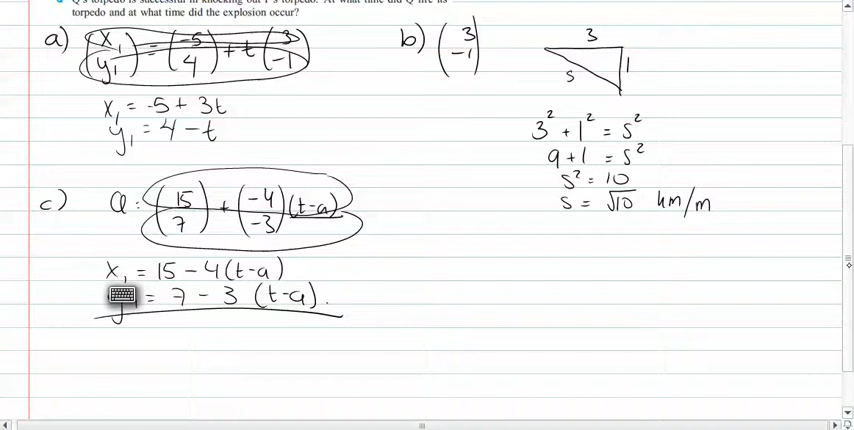 torpedo and at what time did the explosion occur?
a) (x₁ y₁) = (-5 4) + t (3 -1)
x₁ = -5 + 3t
y₁ = 4 - t
b) (3 -1)
3
1
s
3² + 1² = s²
9 + 1 = s²
s² = 10
s = √10 km/m
c) Q: (15 7) + (-4 -3) (t-a)
x₁ = 15 - 4(t-a)
= 7 - 3 (t-a).